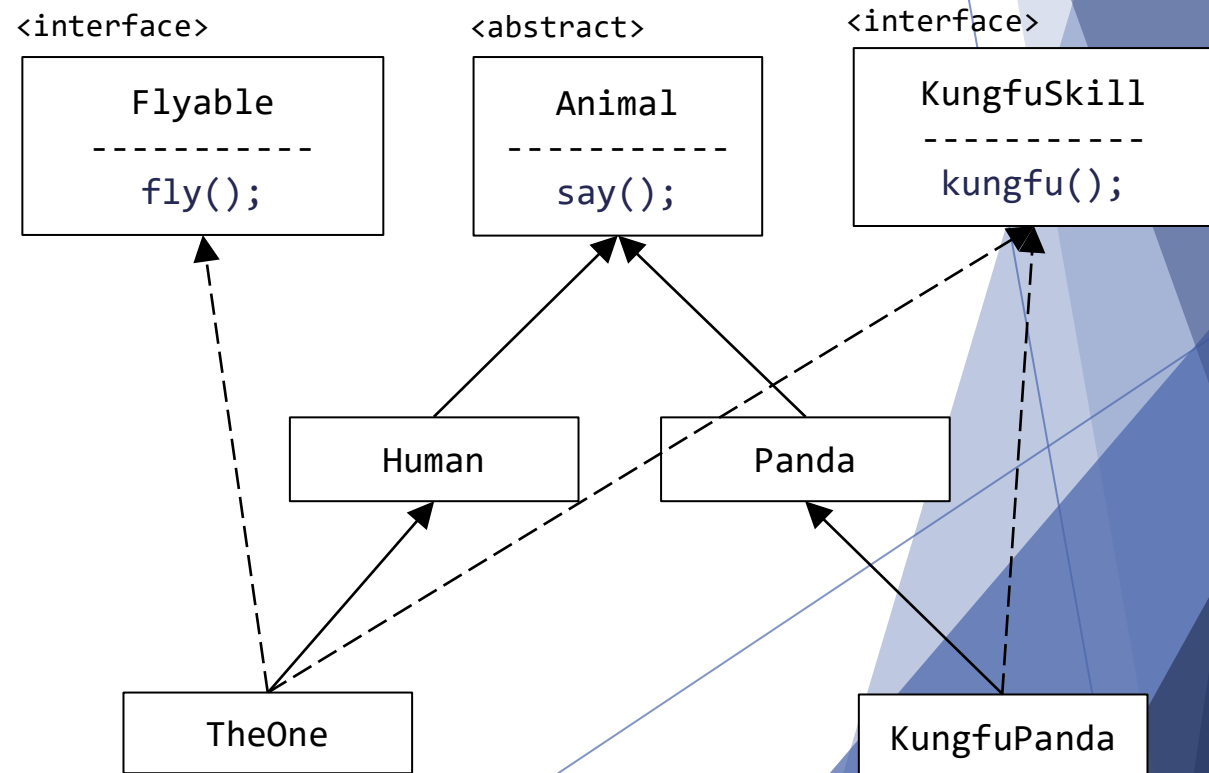 <interface>
Flyable
-----------
fly();
<abstract>
Animal
-----------
say();
<interface>
KungfuSkill
-----------
kungfu();
Human
Panda
TheOne
KungfuPanda